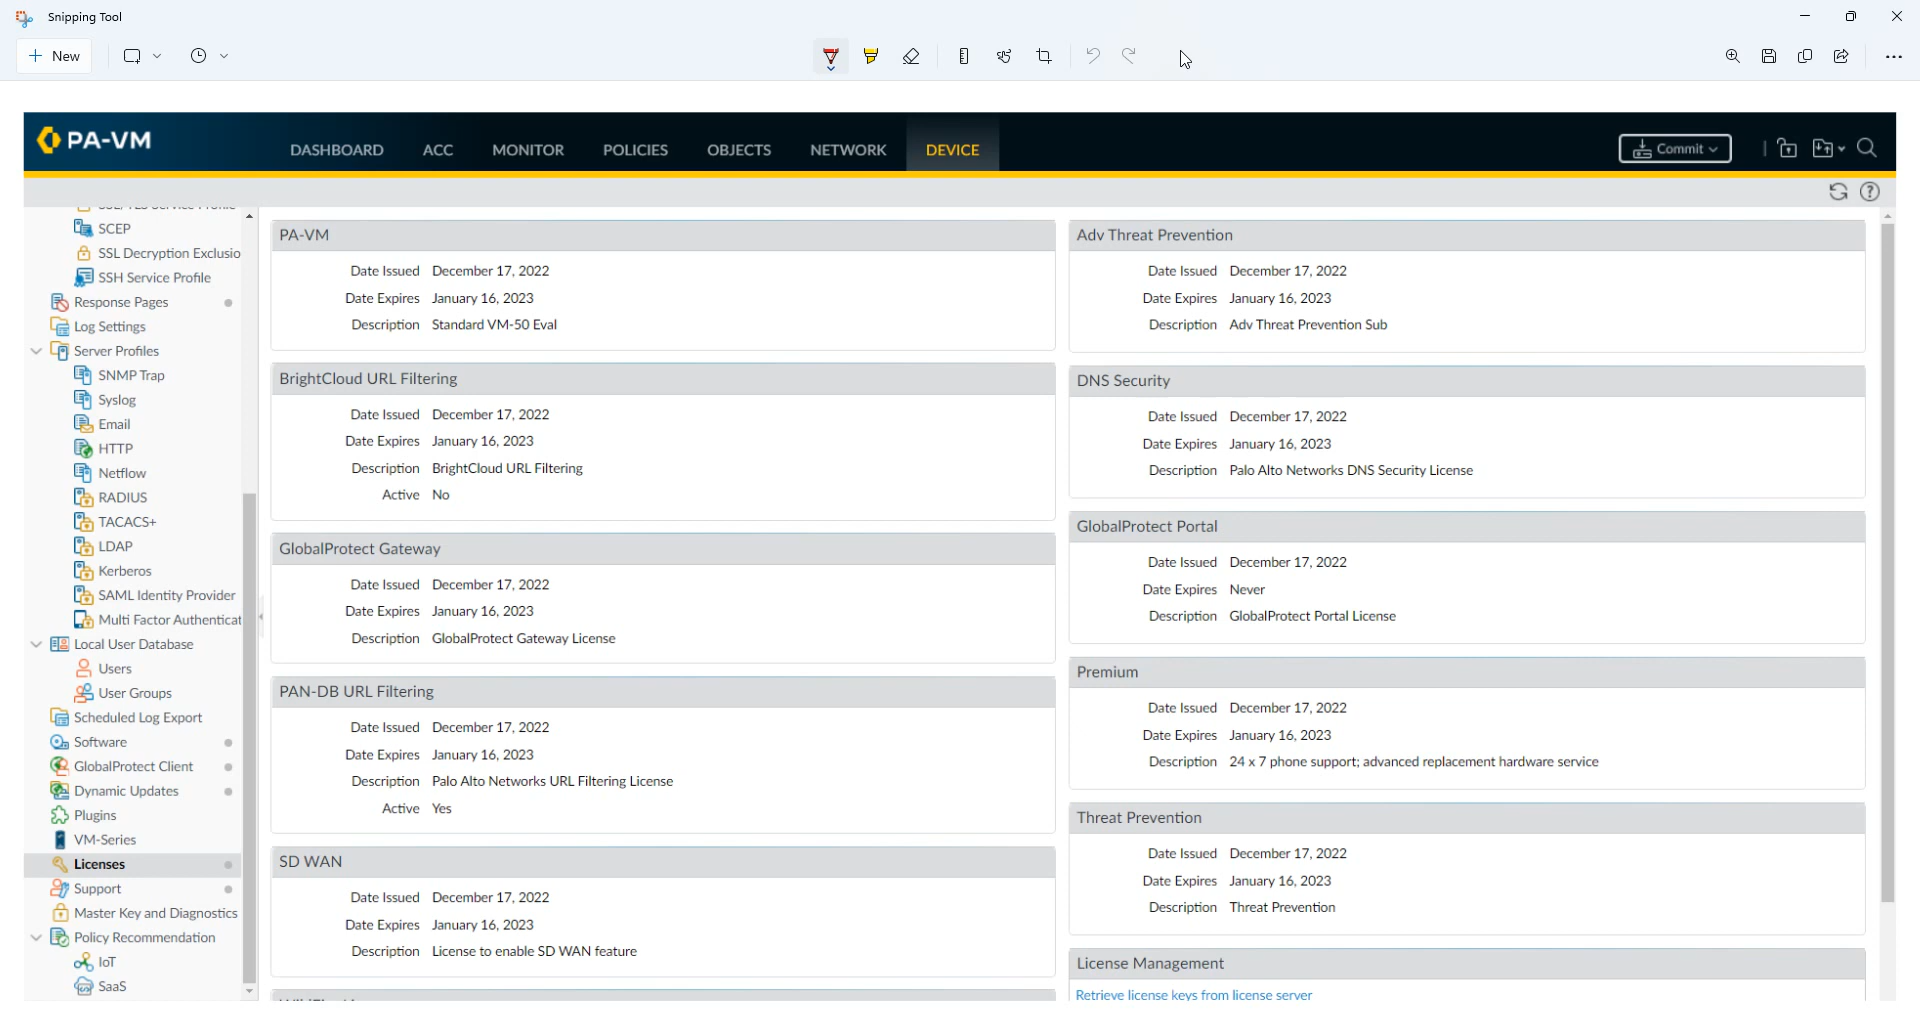 Snipping Tool
New
PA-VM
DASHBOARD
ACC
MONITOR
POLICIES
OBJECTS
NETWORK
DEVICE
Commit
SCEP
SSL Decryption Exclusio
SSH Service Profile
Response Pages
Log Settings
Server Profiles
SNMP Trap
Syslog
Email
HTTP
Netflow
RADIUS
TACACS+
LDAP
Kerberos
SAML Identity Provider
Multi Factor Authenticat
Local User Database
Users
User Groups
Scheduled Log Export
Software
GlobalProtect Client
Dynamic Updates
Plugins
VM-Series
Licenses
Support
Master Key and Diagnostics
Policy Recommendation
IoT
SaaS
PA-VM
Date Issued December 17, 2022
Date Expires January 16, 2023
Description Standard VM-50 Eval
BrightCloud URL Filtering
Date Issued December 17, 2022
Date Expires January 16, 2023
Description BrightCloud URL Filtering
Active No
GlobalProtect Gateway
Date Issued December 17, 2022
Date Expires January 16, 2023
Description GlobalProtect Gateway License
PAN-DB URL Filtering
Date Issued December 17, 2022
Date Expires January 16, 2023
Description Palo Alto Networks URL Filtering License
Active Yes
SD WAN
Date Issued December 17, 2022
Date Expires January 16, 2023
Description License to enable SD WAN feature
Adv Threat Prevention
Date Issued December 17, 2022
Date Expires January 16, 2023
Description Adv Threat Prevention Sub
DNS Security
Date Issued December 17, 2022
Date Expires January 16, 2023
Description Palo Alto Networks DNS Security License
GlobalProtect Portal
Date Issued December 17, 2022
Date Expires Never
Description GlobalProtect Portal License
Premium
Date Issued December 17, 2022
Date Expires January 16, 2023
Description 24 x 7 phone support; advanced replacement hardware service
Threat Prevention
Date Issued December 17, 2022
Date Expires January 16, 2023
Description Threat Prevention
License Management
Retrieve license keys from license server